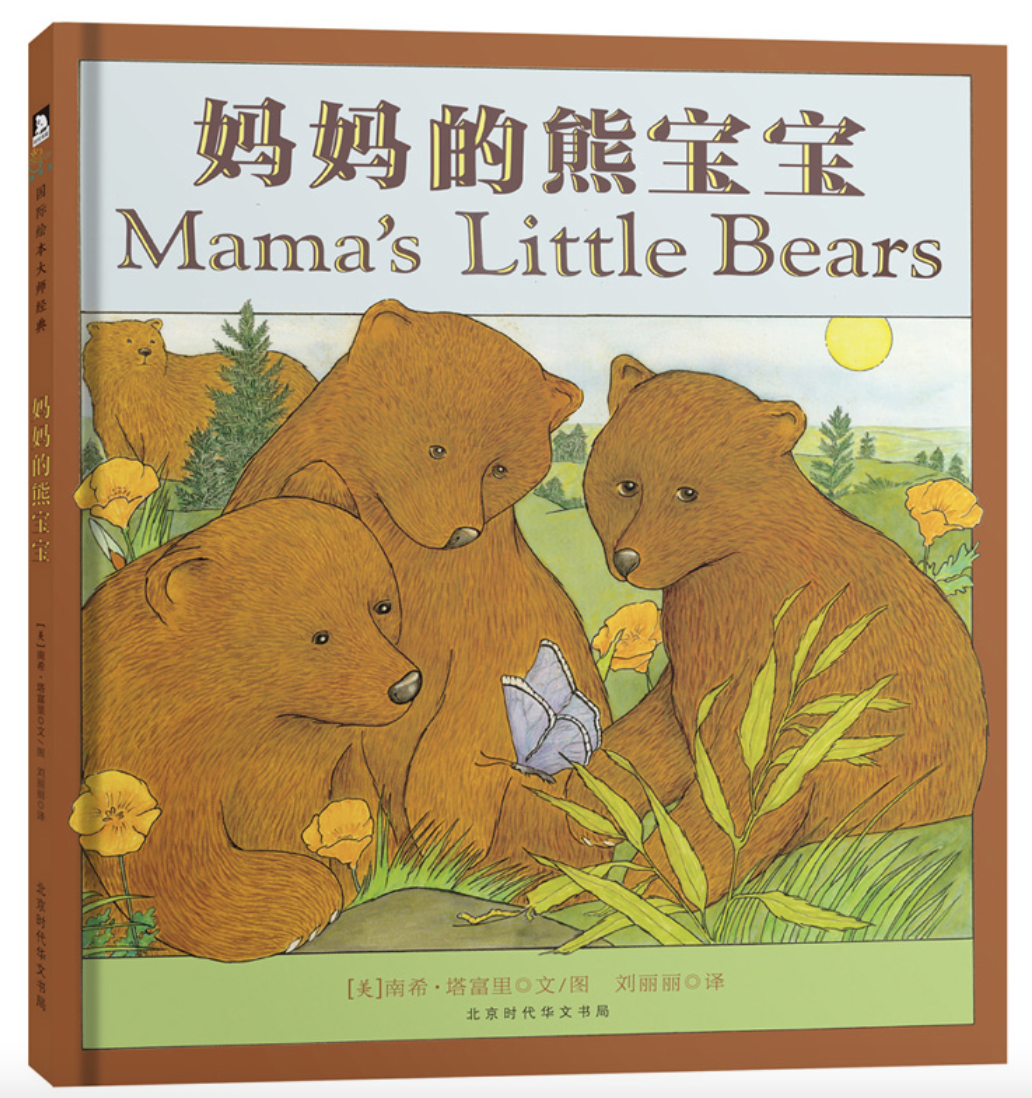 妈妈的熊宝宝
Mama's Little Bears
[美]南希·塔富里◎文/图 刘丽丽◎译
北京时代华文书局
国际绘本大师经典
妈妈的熊宝宝
[美]南希·塔富里◎文/图 刘丽丽◎译
北京时代华文书局